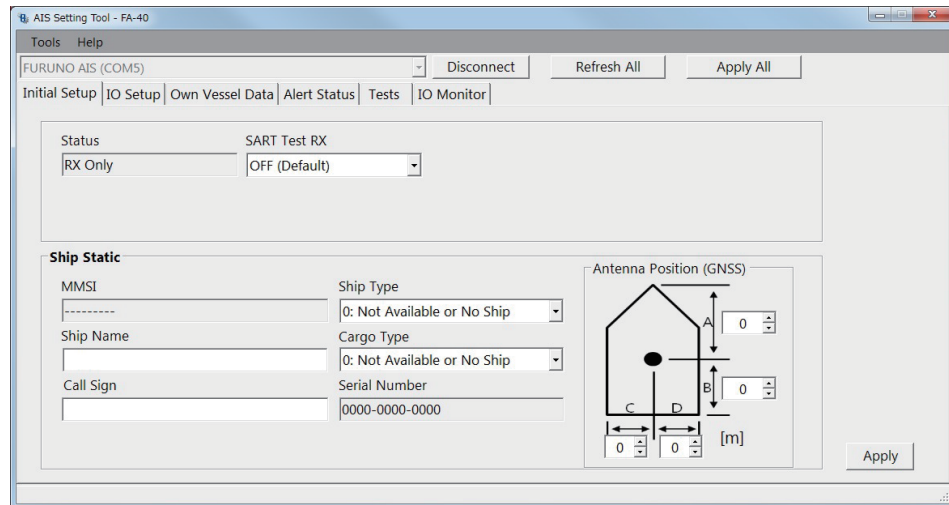 AIS Setting Tool - FA-40
Tools Help
FURUNO AIS (COM5) Disconnect Refresh All Apply All
Initial Setup IO Setup Own Vessel Data Alert Status Tests IO Monitor
Status SART Test RX
RX Only OFF (Default)
Ship Static
Antenna Position (GNSS)
MMSI Ship Type
--------- 0: Not Available or No Ship
A 0
Ship Name Cargo Type
0: Not Available or No Ship
Call Sign Serial Number
B 0
0000-0000-0000
C D
0 0 [m]
Apply